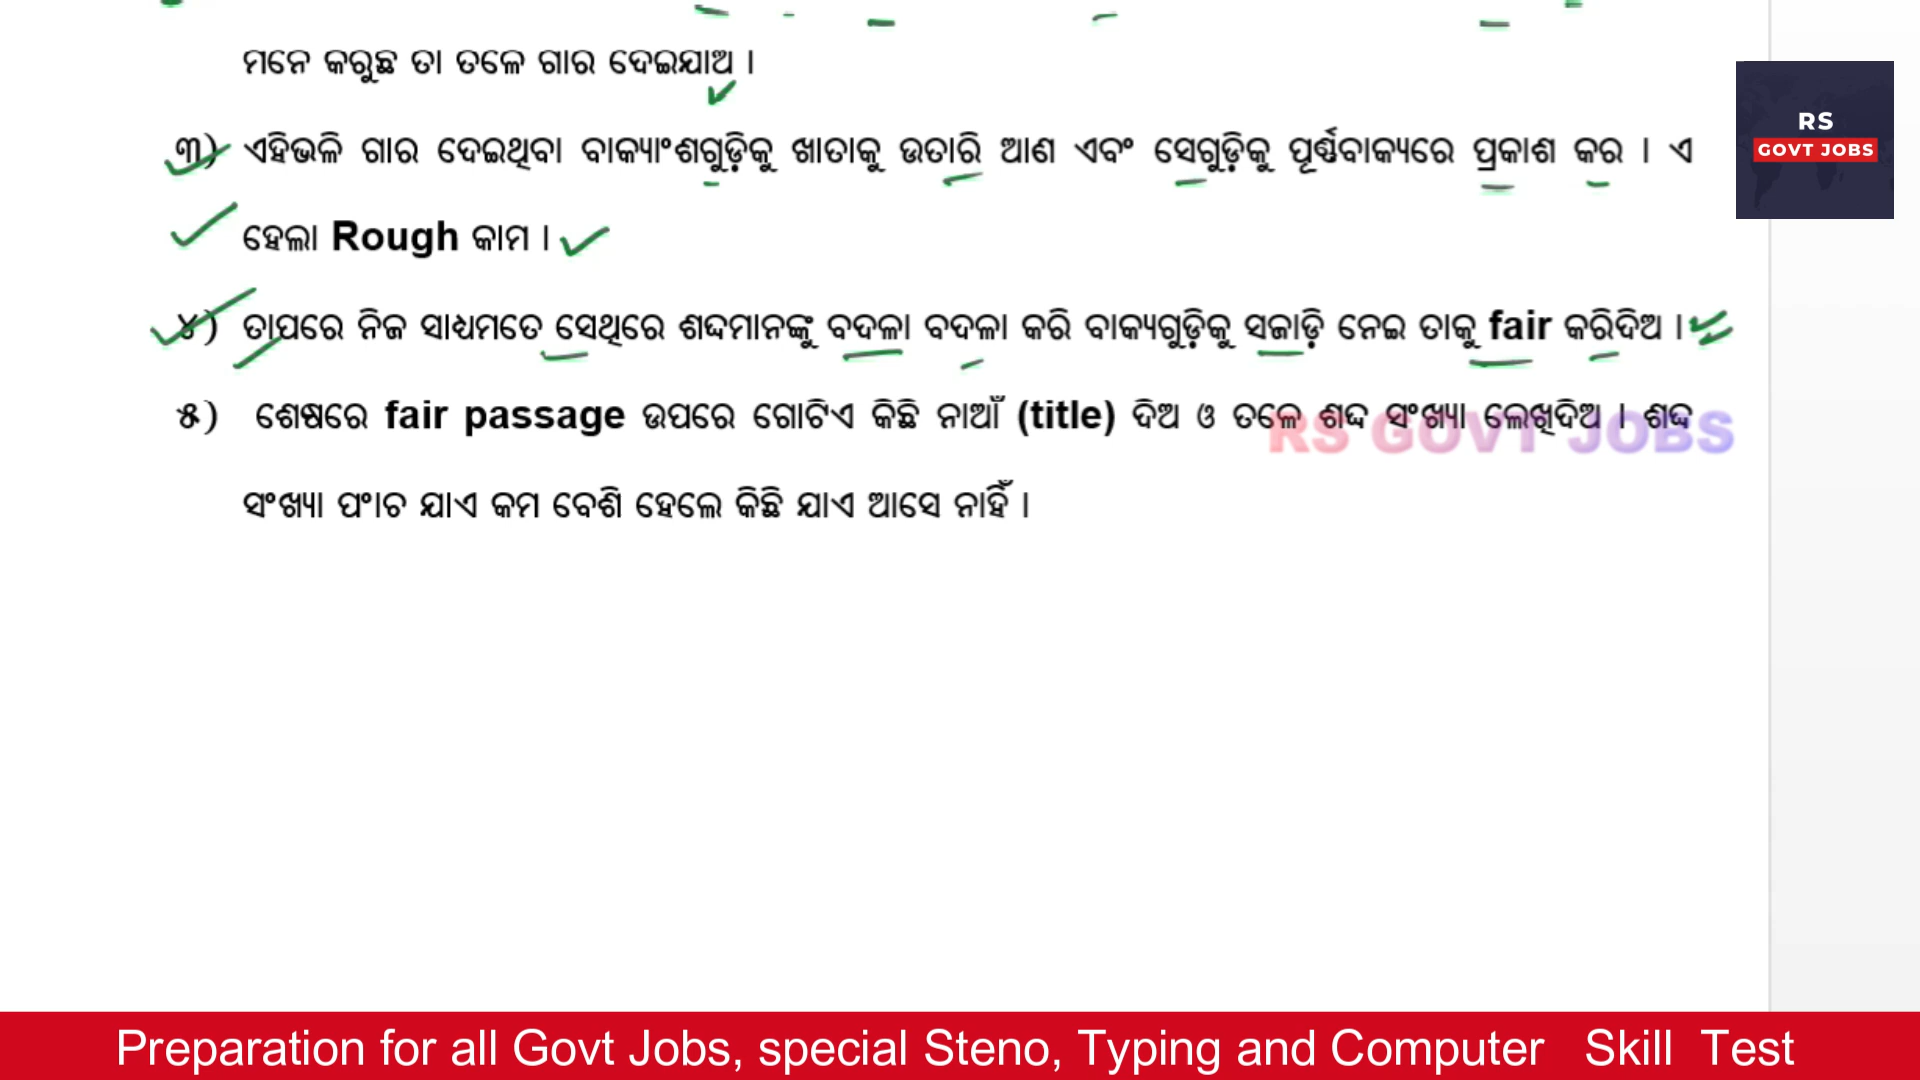 ମନେ କରୁଛ ତା ତଳେ ଗାର ଦେଇଯାଅ ।
୩) ଏହିଭଳି ଗାର ଦେଇଥିବା ବାକ୍ୟାଂଶଗୁଡ଼ିକୁ ଖାତାକୁ ଉତାରି ଆଣ ଏବଂ ସେଗୁଡ଼ିକୁ ପୂର୍ଣ୍ଣବାକ୍ୟରେ ପ୍ରକାଶ କର । ଏ
ହେଲା Rough କାମ ।
୪) ତାପରେ ନିଜ ସାଧ୍ୟମତେ ସେଥିରେ ଶବ୍ଦମାନଙ୍କୁ ବଦଳା ବଦଳା କରି ବାକ୍ୟଗୁଡ଼ିକୁ ସଜାଡ଼ି ନେଇ ତାକୁ fair କରିଦିଅ ।
୫) ଶେଷରେ fair passage ଉପରେ ଗୋଟିଏ କିଛି ନାଆଁ (title) ଦିଅ ଓ ତଳେ ଶବ୍ଦ ସଂଖ୍ୟା ଲେଖିଦିଅ । ଶବ୍ଦ
ସଂଖ୍ୟା ପାଂଚ ଯାଏ କମ ବେଶି ହେଲେ କିଛି ଯାଏ ଆସେ ନାହିଁ ।
RS
GOVT JOBS
RS GOVT JOBS
Preparation for all Govt Jobs, special Steno, Typing and Computer Skill Test